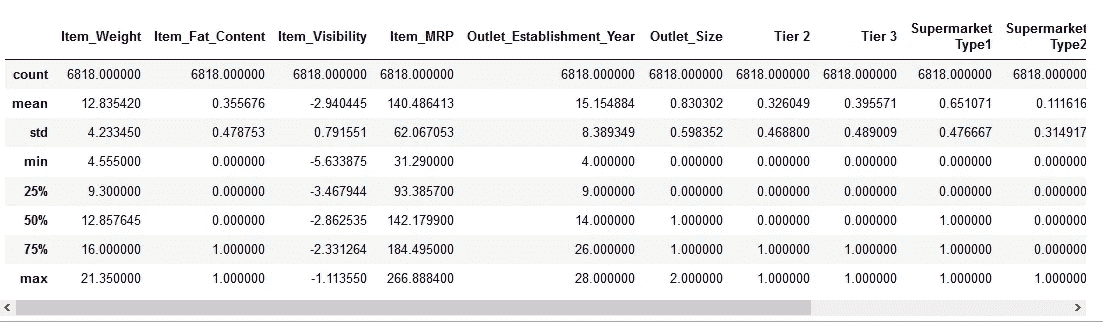 Item_Weight Item_Fat_Content Item_Visibility Item_MRP Outlet_Establishment_Year Outlet_Size Tier 2 Tier 3 Supermarket Type1 Supermarket Type2
count 6818.000000 6818.000000 6818.000000 6818.000000 6818.000000 6818.000000 6818.000000 6818.000000 6818.000000 6818.000000
mean 12.835420 0.355676 -2.940445 140.486413 15.154884 0.830302 0.326049 0.395571 0.651071 0.111616
std 4.233450 0.478753 0.791551 62.067053 8.389349 0.598352 0.468800 0.489009 0.476667 0.314917
min 4.555000 0.000000 -5.633875 31.290000 4.000000 0.000000 0.000000 0.000000 0.000000 0.000000
25% 9.300000 0.000000 -3.467944 93.385700 9.000000 0.000000 0.000000 0.000000 0.000000 0.000000
50% 12.857645 0.000000 -2.862535 142.179900 14.000000 1.000000 0.000000 0.000000 1.000000 0.000000
75% 16.000000 1.000000 -2.331264 184.495000 26.000000 1.000000 1.000000 1.000000 1.000000 0.000000
max 21.350000 1.000000 -1.113550 266.888400 28.000000 2.000000 1.000000 1.000000 1.000000 1.000000